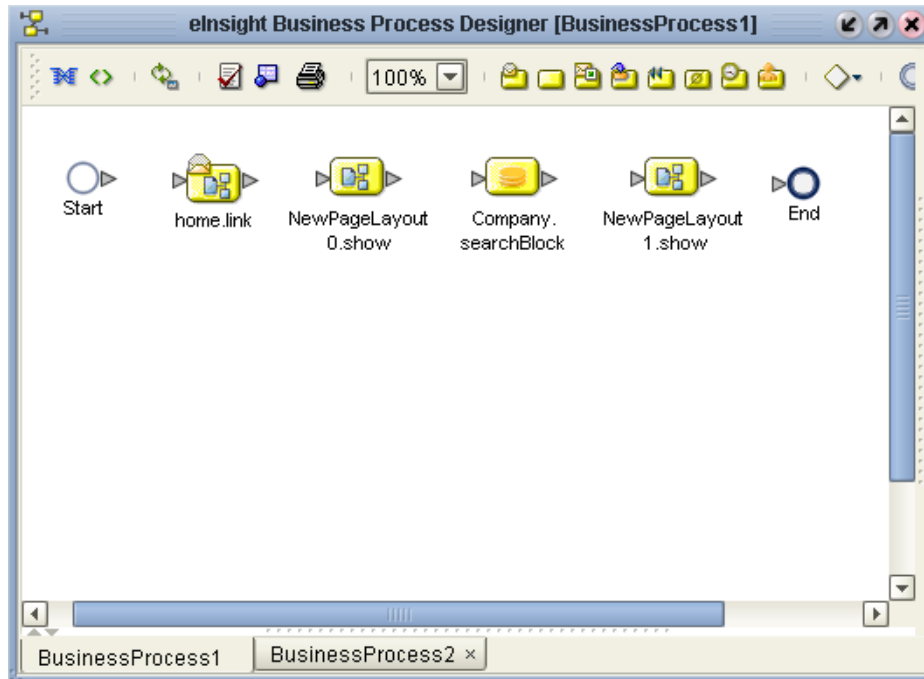 eInsight Business Process Designer [BusinessProcess1]
100%
Start
home.link
NewPageLayout
0.show
Company.
searchBlock
NewPageLayout
1.show
End
BusinessProcess1
BusinessProcess2 ×